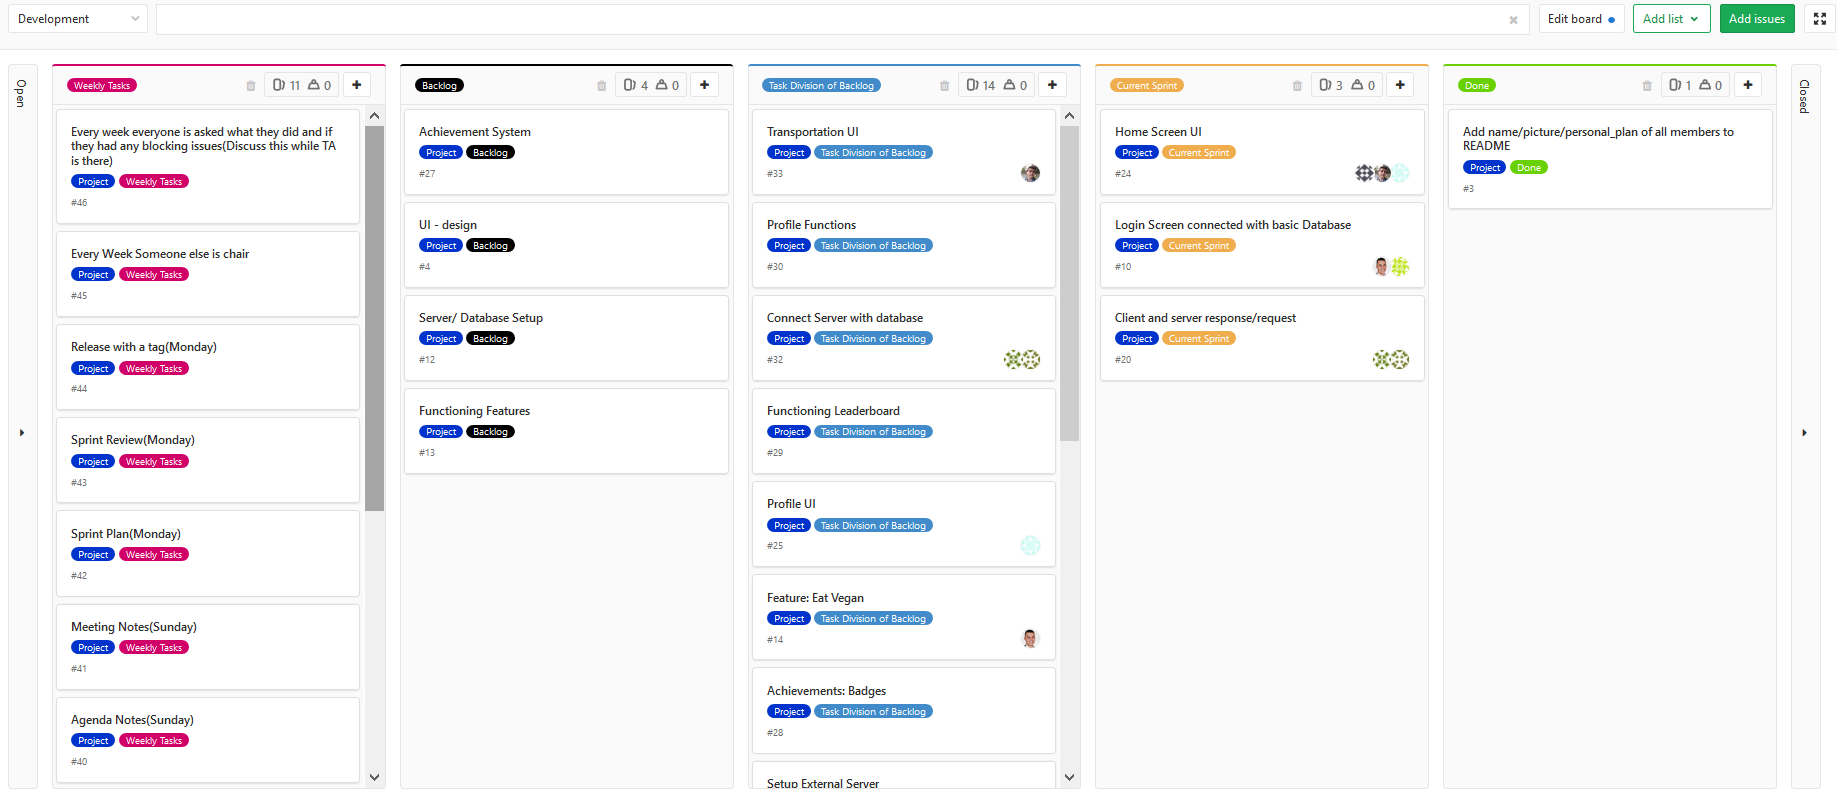 Development
Edit board
Add list
Add issues
Open
Weekly Tasks
11 0
Every week everyone is asked what they did and if
they had any blocking issues(Discuss this while TA
is there)
Project Weekly Tasks
#46
Every Week Someone else is chair
Project Weekly Tasks
#45
Release with a tag(Monday)
Project Weekly Tasks
#44
Sprint Review(Monday)
Project Weekly Tasks
#43
Sprint Plan(Monday)
Project Weekly Tasks
#42
Meeting Notes(Sunday)
Project Weekly Tasks
#41
Agenda Notes(Sunday)
Project Weekly Tasks
#40
Backlog
4 0
Achievement System
Project Backlog
#27
UI - design
Project Backlog
#4
Server/ Database Setup
Project Backlog
#12
Functioning Features
Project Backlog
#13
Task Division of Backlog
14 0
Transportation UI
Project Task Division of Backlog
#33
Profile Functions
Project Task Division of Backlog
#30
Connect Server with database
Project Task Division of Backlog
#32
Functioning Leaderboard
Project Task Division of Backlog
#29
Profile UI
Project Task Division of Backlog
#25
Feature: Eat Vegan
Project Task Division of Backlog
#14
Achievements: Badges
Project Task Division of Backlog
#28
Setup External Server
Current Sprint
3 0
Home Screen UI
Project Current Sprint
#24
Login Screen connected with basic Database
Project Current Sprint
#10
Client and server response/request
Project Current Sprint
#20
Done
1 0
Add name/picture/personal_plan of all members to
README
Project Done
#3
Closed